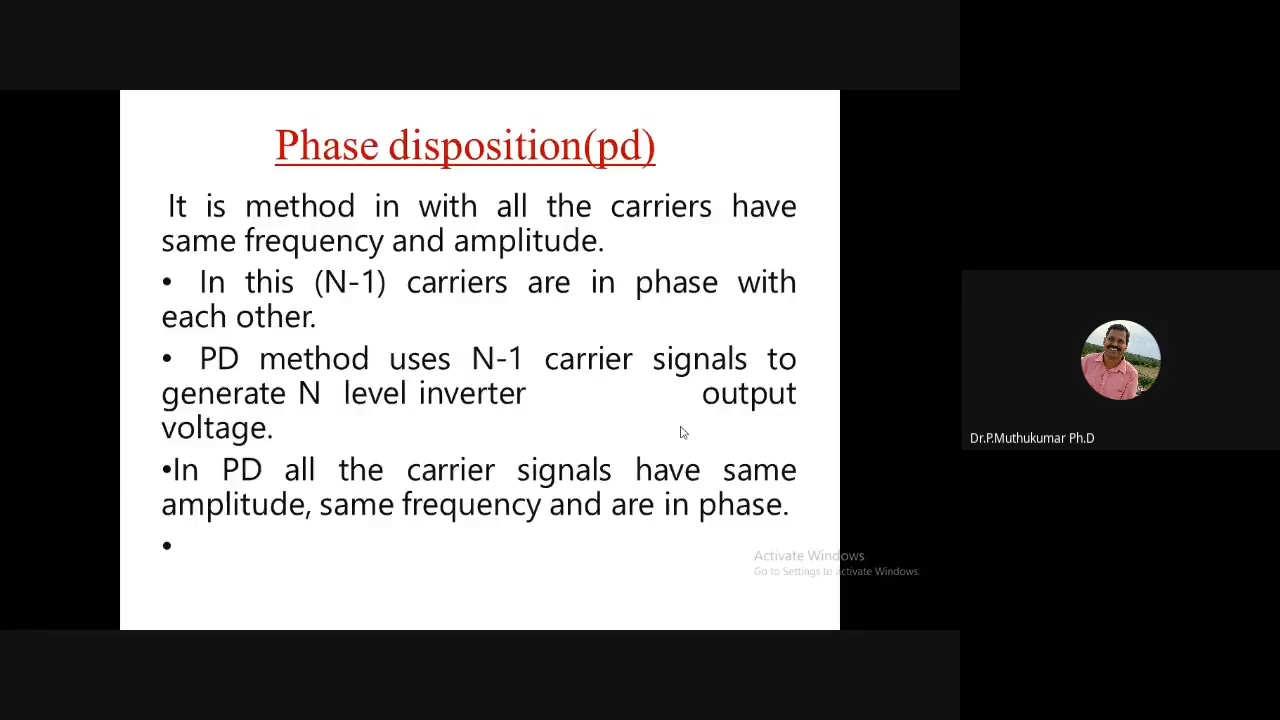 Phase disposition(pd)
It is method in with all the carriers have
same frequency and amplitude.
• In this (N-1) carriers are in phase with
each other.
• PD method uses N-1 carrier signals to
generate N level inverter output
voltage.
•In PD all the carrier signals have same
amplitude, same frequency and are in phase.
•
Activate Windows
Go to Settings to activate Windows.
Dr.P.Muthukumar Ph.D